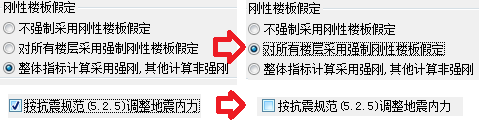 刚性楼板假定
不强制采用刚性楼板假定
对所有楼层采用强制刚性楼板假定
整体指标计算采用强刚,其他计算非强刚
按抗震规范(5.2.5)调整地震内力
刚性楼板假定
不强制采用刚性楼板假定
对所有楼层采用强制刚性楼板假定
整体指标计算采用强刚,其他计算非强刚
按抗震规范(5.2.5)调整地震内力